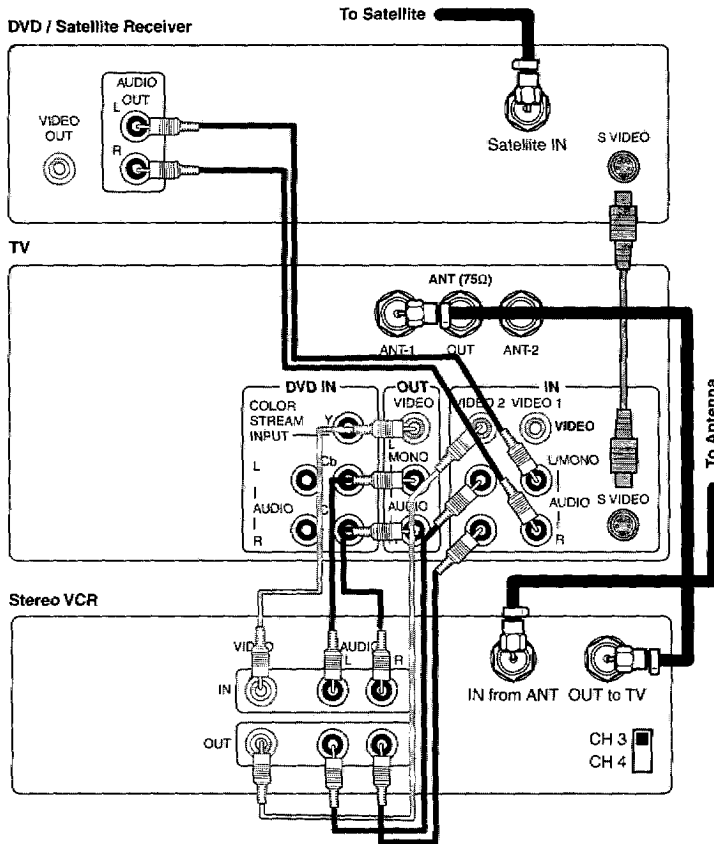 To Satellite
DVD / Satellite Receiver
AUDIO
OUT
L
VIDEO
OUT
R
Satellite IN
S VIDEO
TV
ANT (75Ω)
ANT-1
OUT
ANT-2
DVD IN
OUT
IN
COLOR
STREAM
INPUT
Y
VIDEO
VIDEO 2
VIDEO 1
VIDEO
L
To Antenna
Cb
MONO
L/MONO
L
AUDIO
R
C
AUDIO
AUDIO
R
S VIDEO
Stereo VCR
VIDEO
AUDIO
L
R
IN
IN from ANT
OUT to TV
OUT
CH 3
CH 4